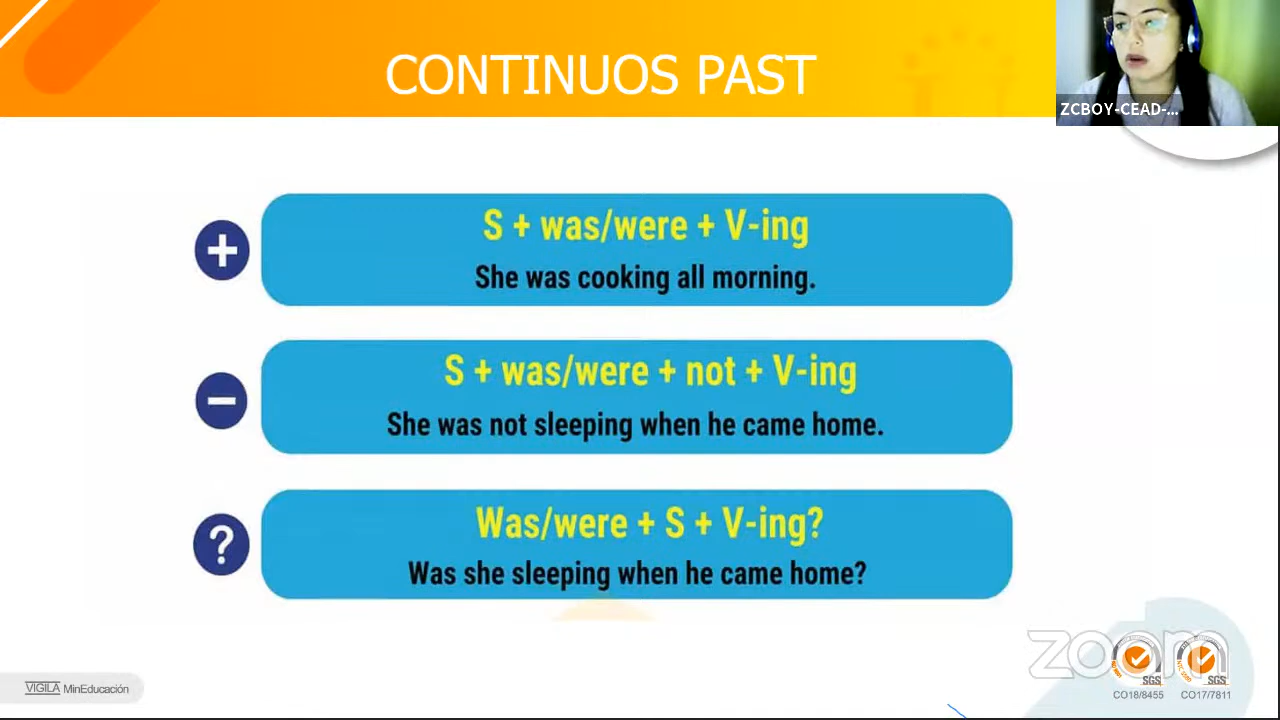 CONTINUOS PAST
ZCBOY-CEAD-...
+
S + was/were + V-ing
She was cooking all morning.
−
S + was/were + not + V-ing
She was not sleeping when he came home.
?
Was/were + S + V-ing?
Was she sleeping when he came home?
zoom
SGS
SGS
VIGILA MinEducación
CO18/8455
CO17/7811